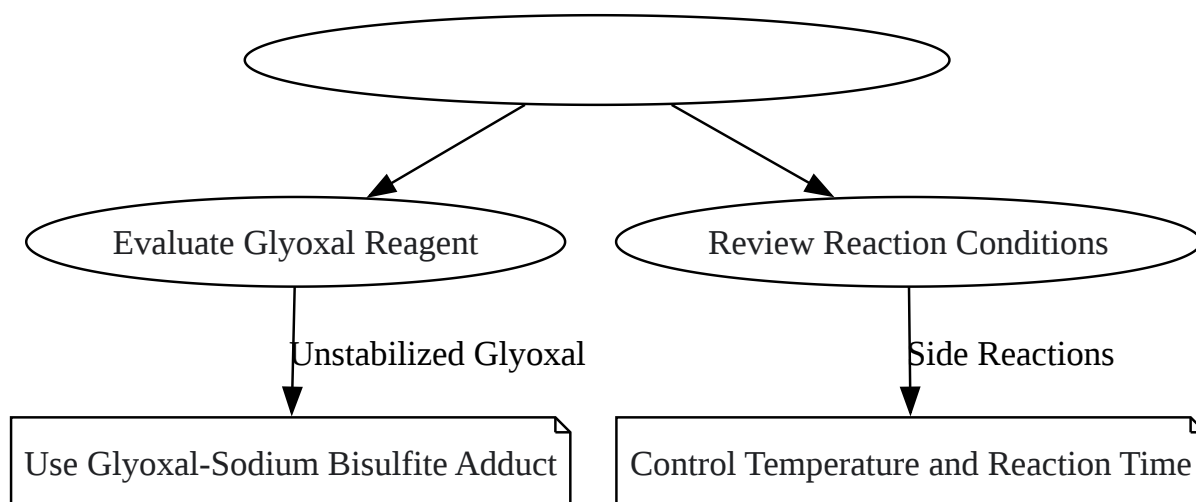 Evaluate Glyoxal Reagent
Review Reaction Conditions
Unstabilized Glyoxal
Side Reactions
Use Glyoxal-Sodium Bisulfite Adduct
Control Temperature and Reaction Time